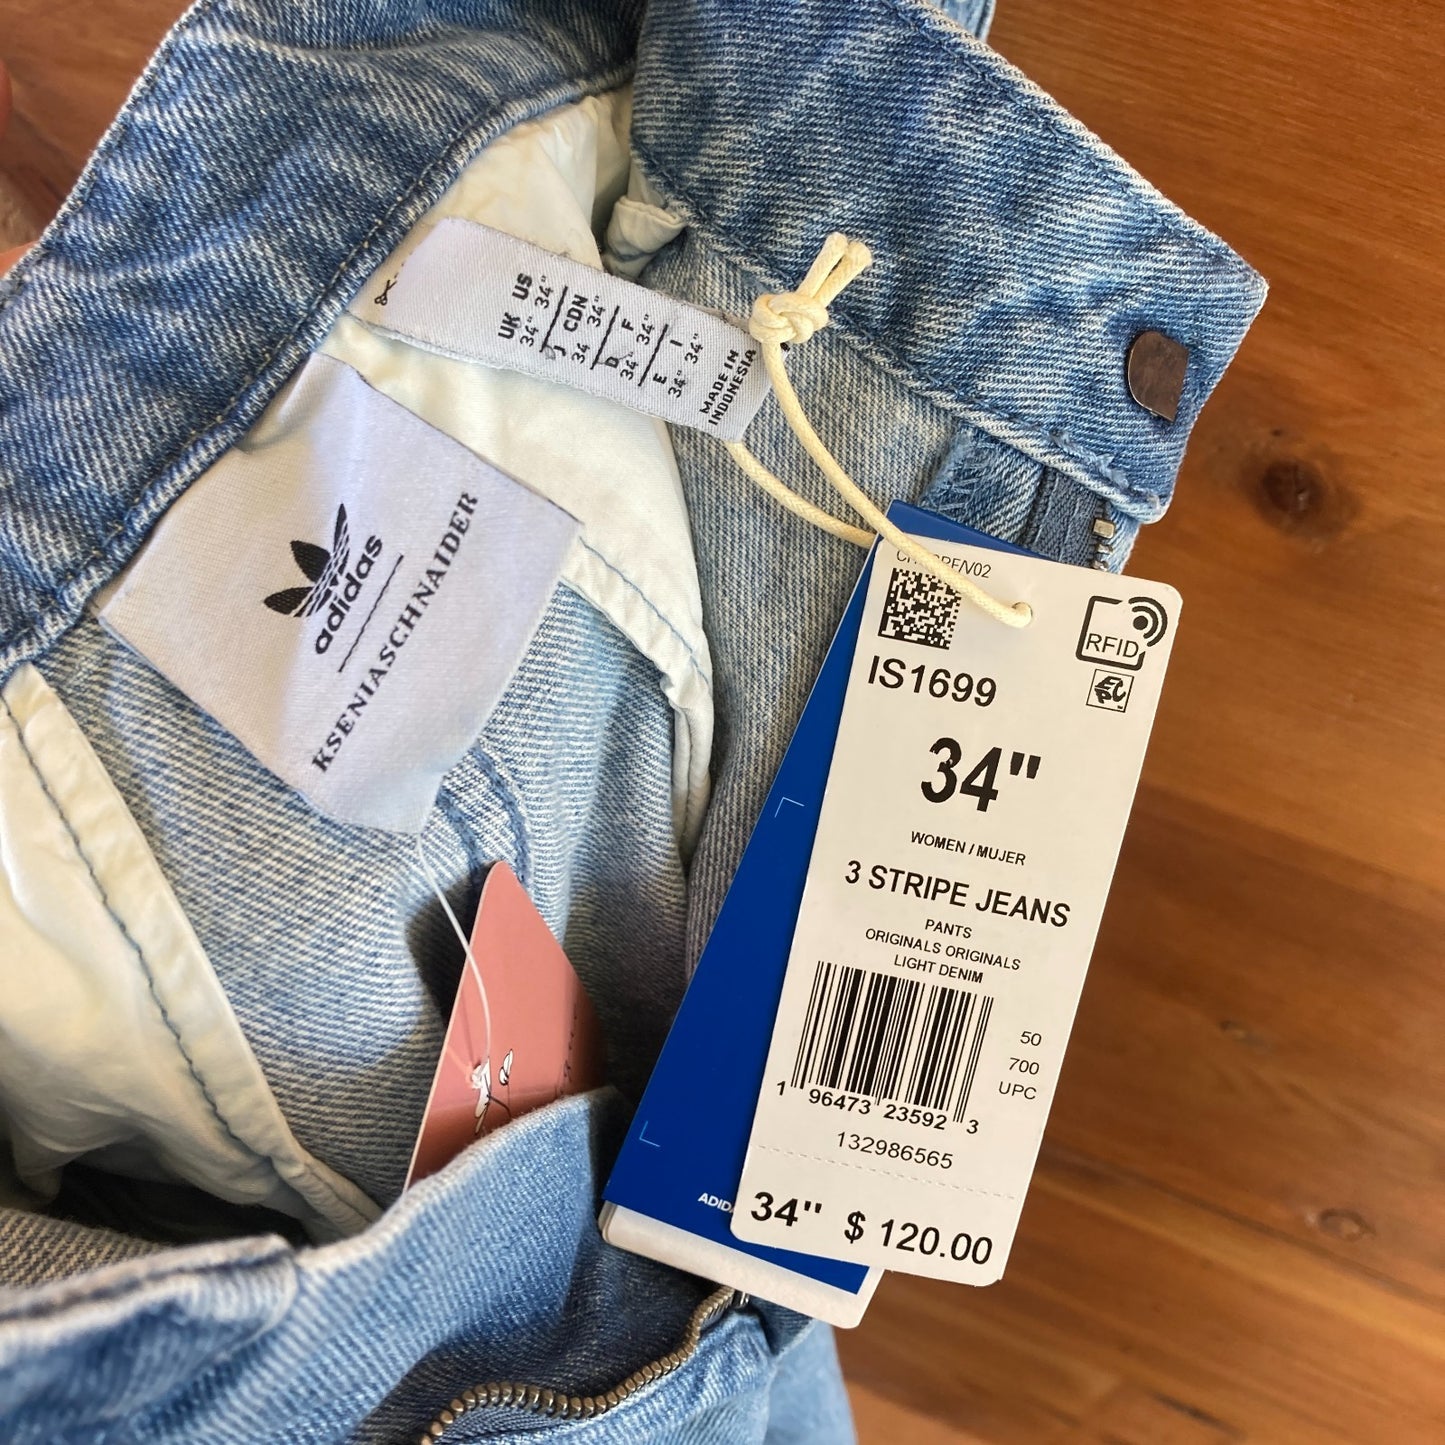 UK US
34" 34"
J CDN
34 34"
D F
34" 34"
E I
34" 34"
MADE IN
INDONESIA
adidas
KSENIASCHNAIDER
RFID
EPC
TM
IS1699
34"
WOMEN / MUJER
3 STRIPE JEANS
PANTS
ORIGINALS ORIGINALS
LIGHT DENIM
50
700
UPC
1 96473 23592 3
132986565
34" $ 120.00